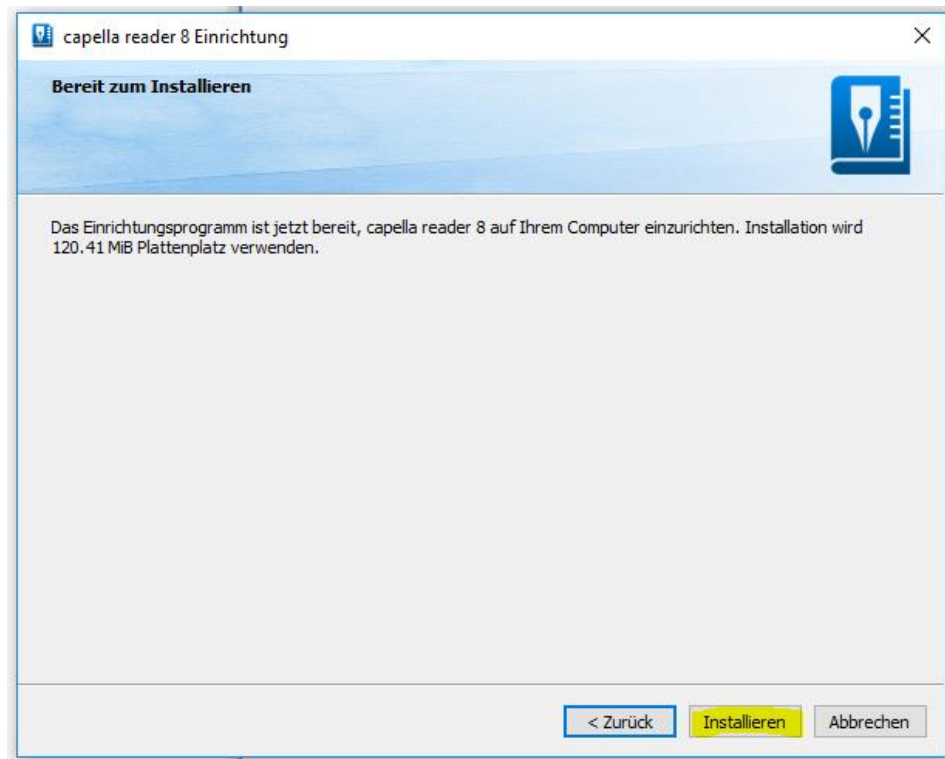 capella reader 8 Einrichtung
Bereit zum Installieren
Das Einrichtungsprogramm ist jetzt bereit, capella reader 8 auf Ihrem Computer einzurichten. Installation wird
120.41 MiB Plattenplatz verwenden.
< Zurück Installieren Abbrechen